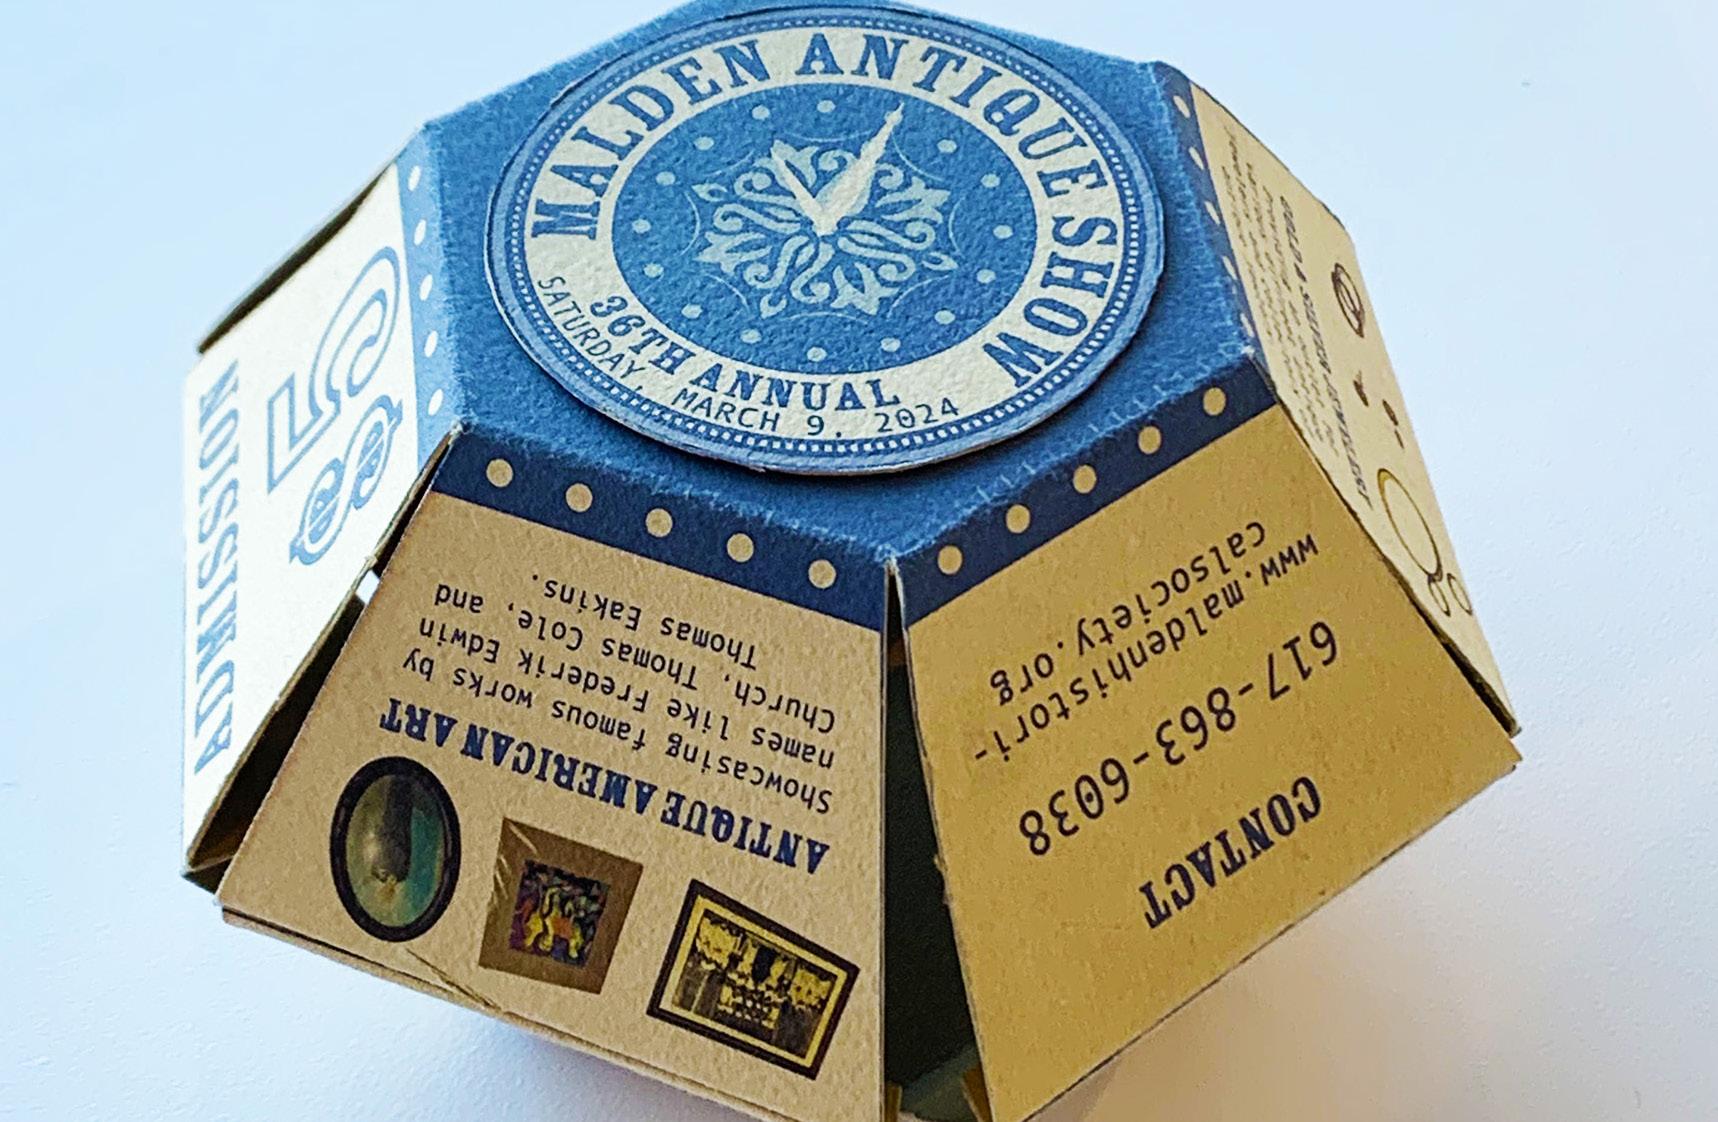 MALDEN ANTIQUE SHOW
36TH ANNUAL
SATURDAY, MARCH 9, 2024
ADMISSION
$5
ANTIQUE AMERICAN ART
Showcasing famous works by
names like Frederik Edwin
Church, Thomas Cole, and
Thomas Eakins.
CONTACT
617-863-6038
www.maldenhistori-
calsociety.org